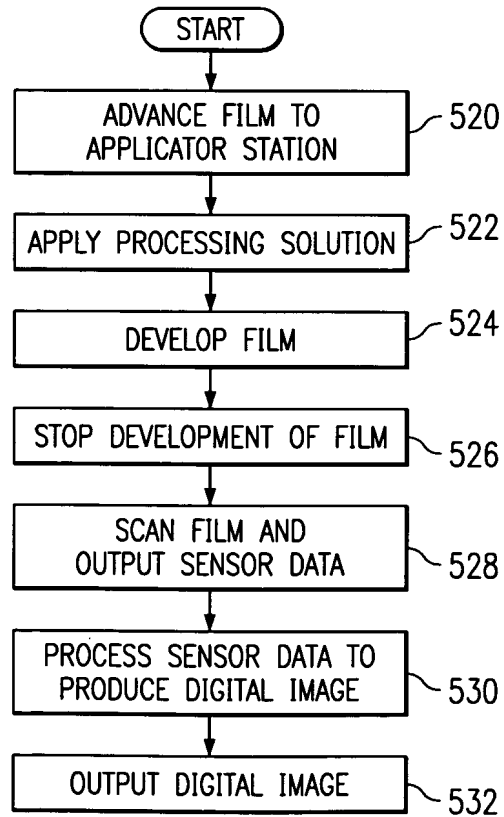 START
ADVANCE FILM TO
APPLICATOR STATION
520
APPLY PROCESSING SOLUTION
522
DEVELOP FILM
524
STOP DEVELOPMENT OF FILM
526
SCAN FILM AND
OUTPUT SENSOR DATA
528
PROCESS SENSOR DATA TO
PRODUCE DIGITAL IMAGE
530
OUTPUT DIGITAL IMAGE
532